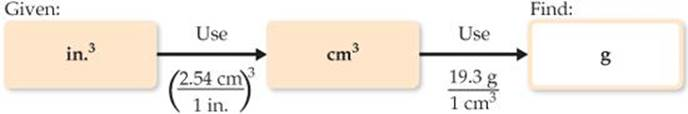 Given:
Find:
Use
Use
in.³
cm³
g
(2.54 cm)³
1 in.
19.3 g
1 cm³